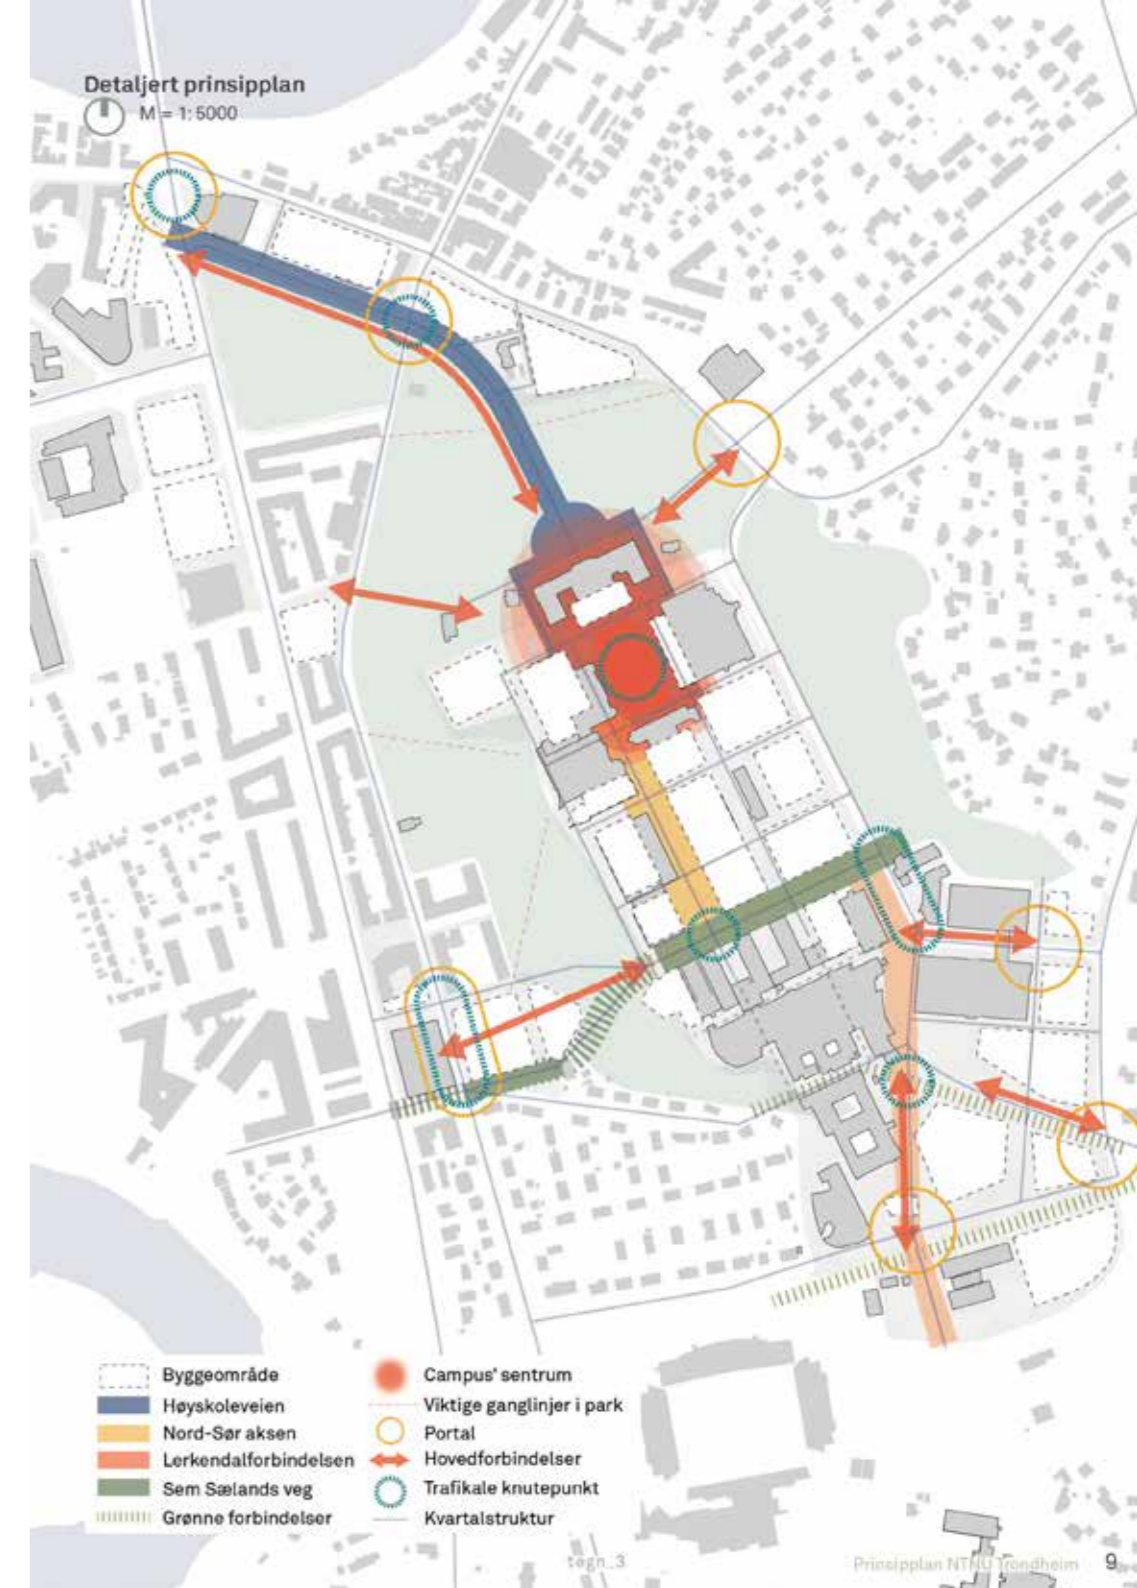 Detaljert prinsipplan
M = 1:5000
Byggeområde
Høyskoleveien
Nord-Sør aksen
Lerkendalforbindelsen
Sem Sælands veg
Grønne forbindelser
Campus' sentrum
Viktige ganglinjer i park
Portal
Hovedforbindelser
Trafikale knutepunkt
Kvartalstruktur
tegn_3
Prinsipplan NTNU Trondheim 9